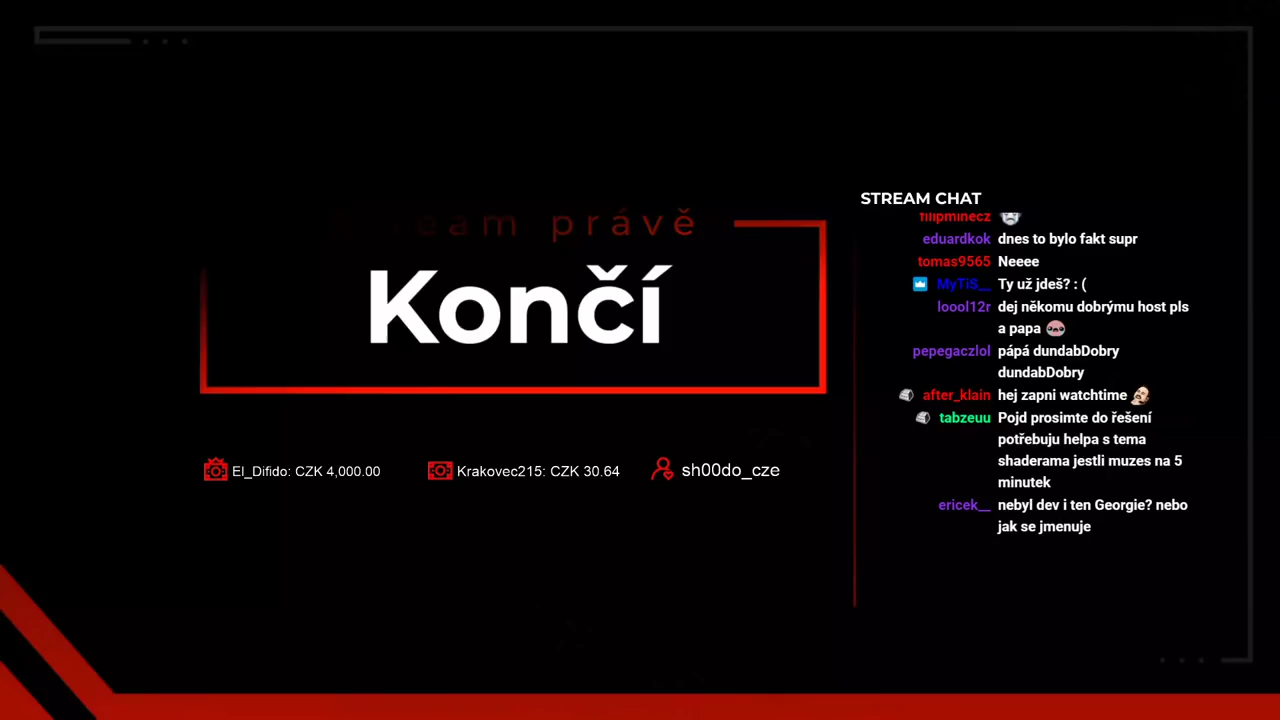 právě
Končí
El_Difido: CZK 4,000.00
Krakovec215: CZK 30.64
sh00do_cze
STREAM CHAT
filipminecz
eduardkok dnes to bylo fakt supr
tomas9565 Neeee
MyTiS__ Ty už jdeš? : (
loool12r dej někomu dobrýmu host pls
a papa
pepegaczlol pápá dundabDobry
dundabDobry
after_klain hej zapni watchtime
tabzeuu Pojd prosimte do řešení
potřebuju helpa s tema
shaderama jestli muzes na 5
minutek
ericek__ nebyl dev i ten Georgie? nebo
jak se jmenuje